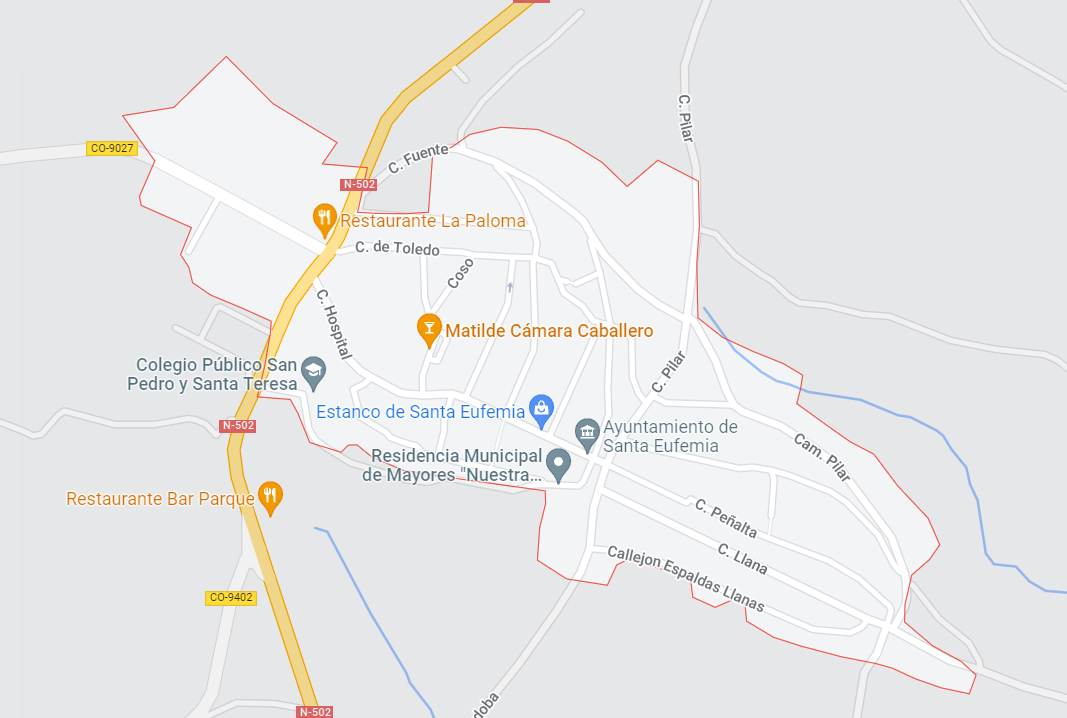 C. Pilar
CO-9027
C. Fuente
N-502
Restaurante La Paloma
C. de Toledo
Coso
C. Hospital
Matilde Cámara Caballero
Colegio Público San
Pedro y Santa Teresa
C. Pilar
Estanco de Santa Eufemia
N-502
Ayuntamiento de
Santa Eufemia
Cam. Pilar
Residencia Municipal
de Mayores "Nuestra...
Restaurante Bar Parque
C. Peñalta
C. Llana
Callejon Espaldas Llanas
CO-9402
doba
N-502